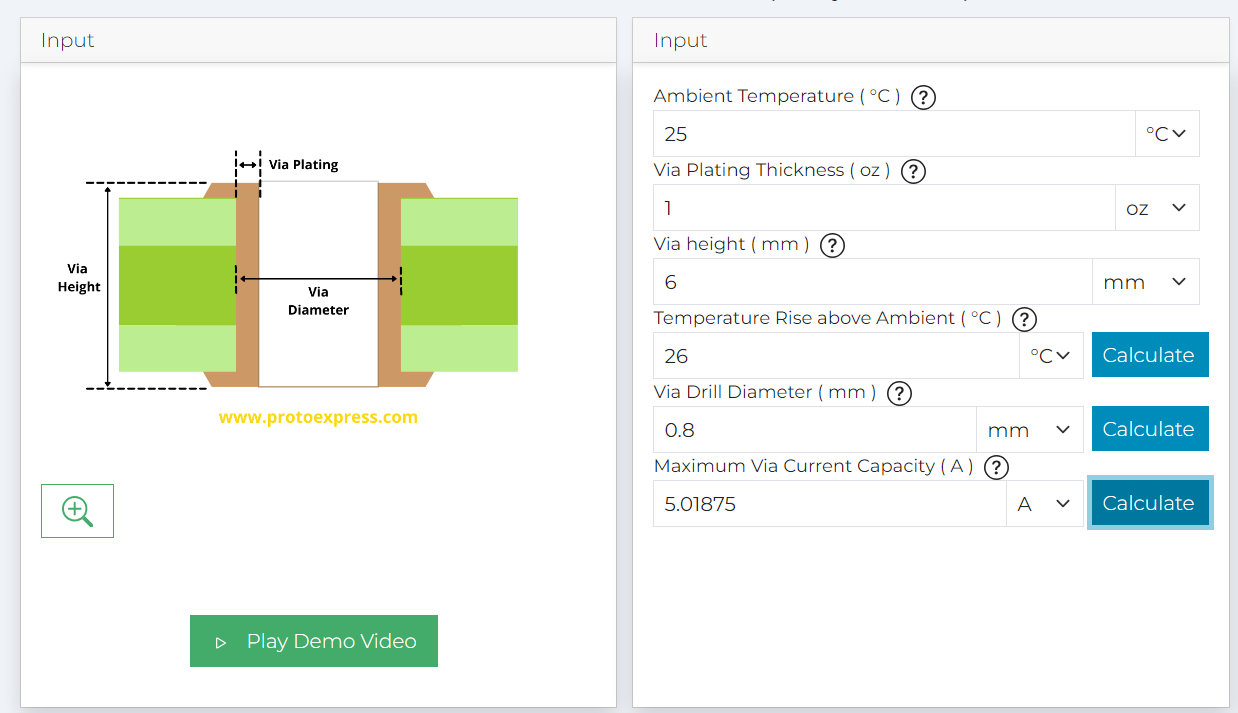 Input
Via Plating
Via
Height
Via
Diameter
www.protoexpress.com
Play Demo Video
Input
Ambient Temperature ( °C ) ?
25 °C
Via Plating Thickness ( oz ) ?
1 oz
Via height ( mm ) ?
6 mm
Temperature Rise above Ambient ( °C ) ?
26 °C Calculate
Via Drill Diameter ( mm ) ?
0.8 mm Calculate
Maximum Via Current Capacity ( A ) ?
5.01875 A Calculate